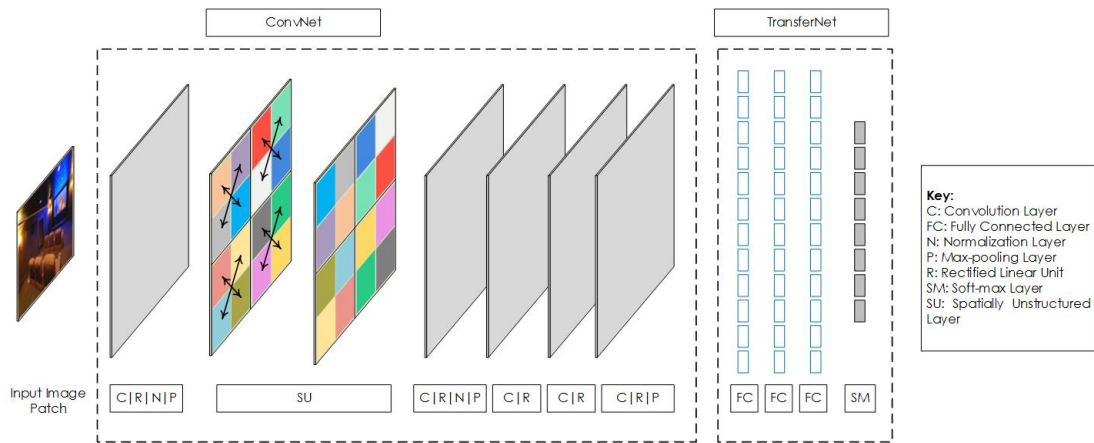 ConvNet
TransferNet
Input Image
Patch
C|R|N|P
SU
C|R|N|P
C|R
C|R
C|R|P
FC
FC
FC
SM
Key:
C: Convolution Layer
FC: Fully Connected Layer
N: Normalization Layer
P: Max-pooling Layer
R: Rectified Linear Unit
SM: Soft-max Layer
SU: Spatially Unstructured
Layer